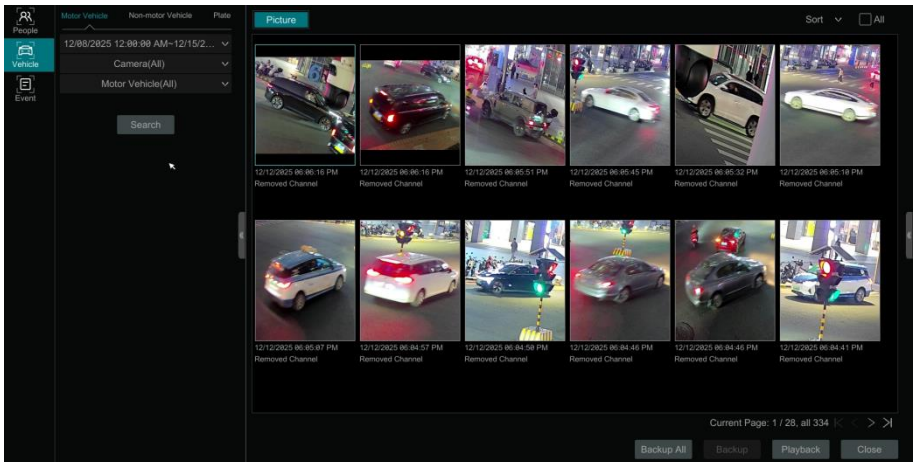 Motor Vehicle Non-motor Vehicle Plate
People
Vehicle
Event
12/08/2025 12:00:00 AM~12/15/2...
Camera(All)
Motor Vehicle(All)
Search
Picture
Sort
All
12/12/2025 06:06:16 PM 12/12/2025 06:06:16 PM 12/12/2025 06:05:51 PM 12/12/2025 06:05:45 PM 12/12/2025 06:05:32 PM 12/12/2025 06:05:10 PM
Removed Channel Removed Channel Removed Channel Removed Channel Removed Channel Removed Channel
12/12/2025 06:05:07 PM 12/12/2025 06:04:57 PM 12/12/2025 06:04:50 PM 12/12/2025 06:04:46 PM 12/12/2025 06:04:46 PM 12/12/2025 06:04:41 PM
Removed Channel Removed Channel Removed Channel Removed Channel Removed Channel Removed Channel
Current Page: 1 / 28, all 334
Backup All Backup Playback Close